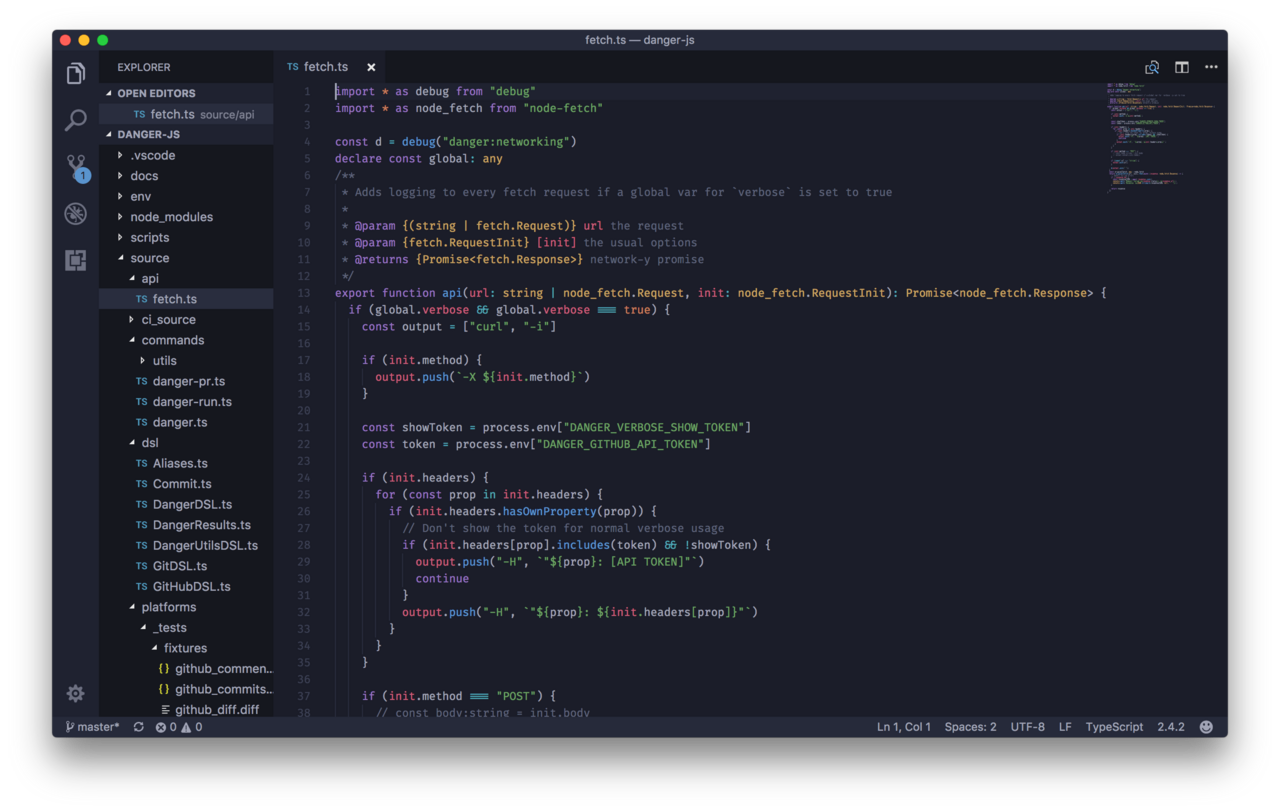 fetch.ts — danger-js
EXPLORER
OPEN EDITORS
TS fetch.ts source/api
DANGER-JS
.vscode
docs
env
node_modules
scripts
source
api
TS fetch.ts
ci_source
commands
utils
TS danger-pr.ts
TS danger-run.ts
TS danger.ts
dsl
TS Aliases.ts
TS Commit.ts
TS DangerDSL.ts
TS DangerResults.ts
TS DangerUtilsDSL.ts
TS GitDSL.ts
TS GitHubDSL.ts
platforms
_tests
fixtures
{} github_commen...
{} github_commits...
github_diff.diff
1
TS fetch.ts ×
1 import * as debug from "debug"
2 import * as node_fetch from "node-fetch"
3
4 const d = debug("danger:networking")
5 declare const global: any
6 /**
7  * Adds logging to every fetch request if a global var for `verbose` is set to true
8  *
9  * @param {(string | fetch.Request)} url the request
10  * @param {fetch.RequestInit} [init] the usual options
11  * @returns {Promise<fetch.Response>} network-y promise
12  */
13 export function api(url: string | node_fetch.Request, init: node_fetch.RequestInit): Promise<node_fetch.Response> {
14   if (global.verbose && global.verbose === true) {
15     const output = ["curl", "-i"]
16
17     if (init.method) {
18       output.push(`-X ${init.method}`)
19     }
20
21     const showToken = process.env["DANGER_VERBOSE_SHOW_TOKEN"]
22     const token = process.env["DANGER_GITHUB_API_TOKEN"]
23
24     if (init.headers) {
25       for (const prop in init.headers) {
26         if (init.headers.hasOwnProperty(prop)) {
27           // Don't show the token for normal verbose usage
28           if (init.headers[prop].includes(token) && !showToken) {
29             output.push("-H", `"${prop}: [API TOKEN]"`)
30             continue
31           }
32           output.push("-H", `"${prop}: ${init.headers[prop]}"`)
33         }
34       }
35     }
36
37     if (init.method === "POST") {
38       // const body:string = init.body
master* 0 0 Ln 1, Col 1 Spaces: 2 UTF-8 LF TypeScript 2.4.2